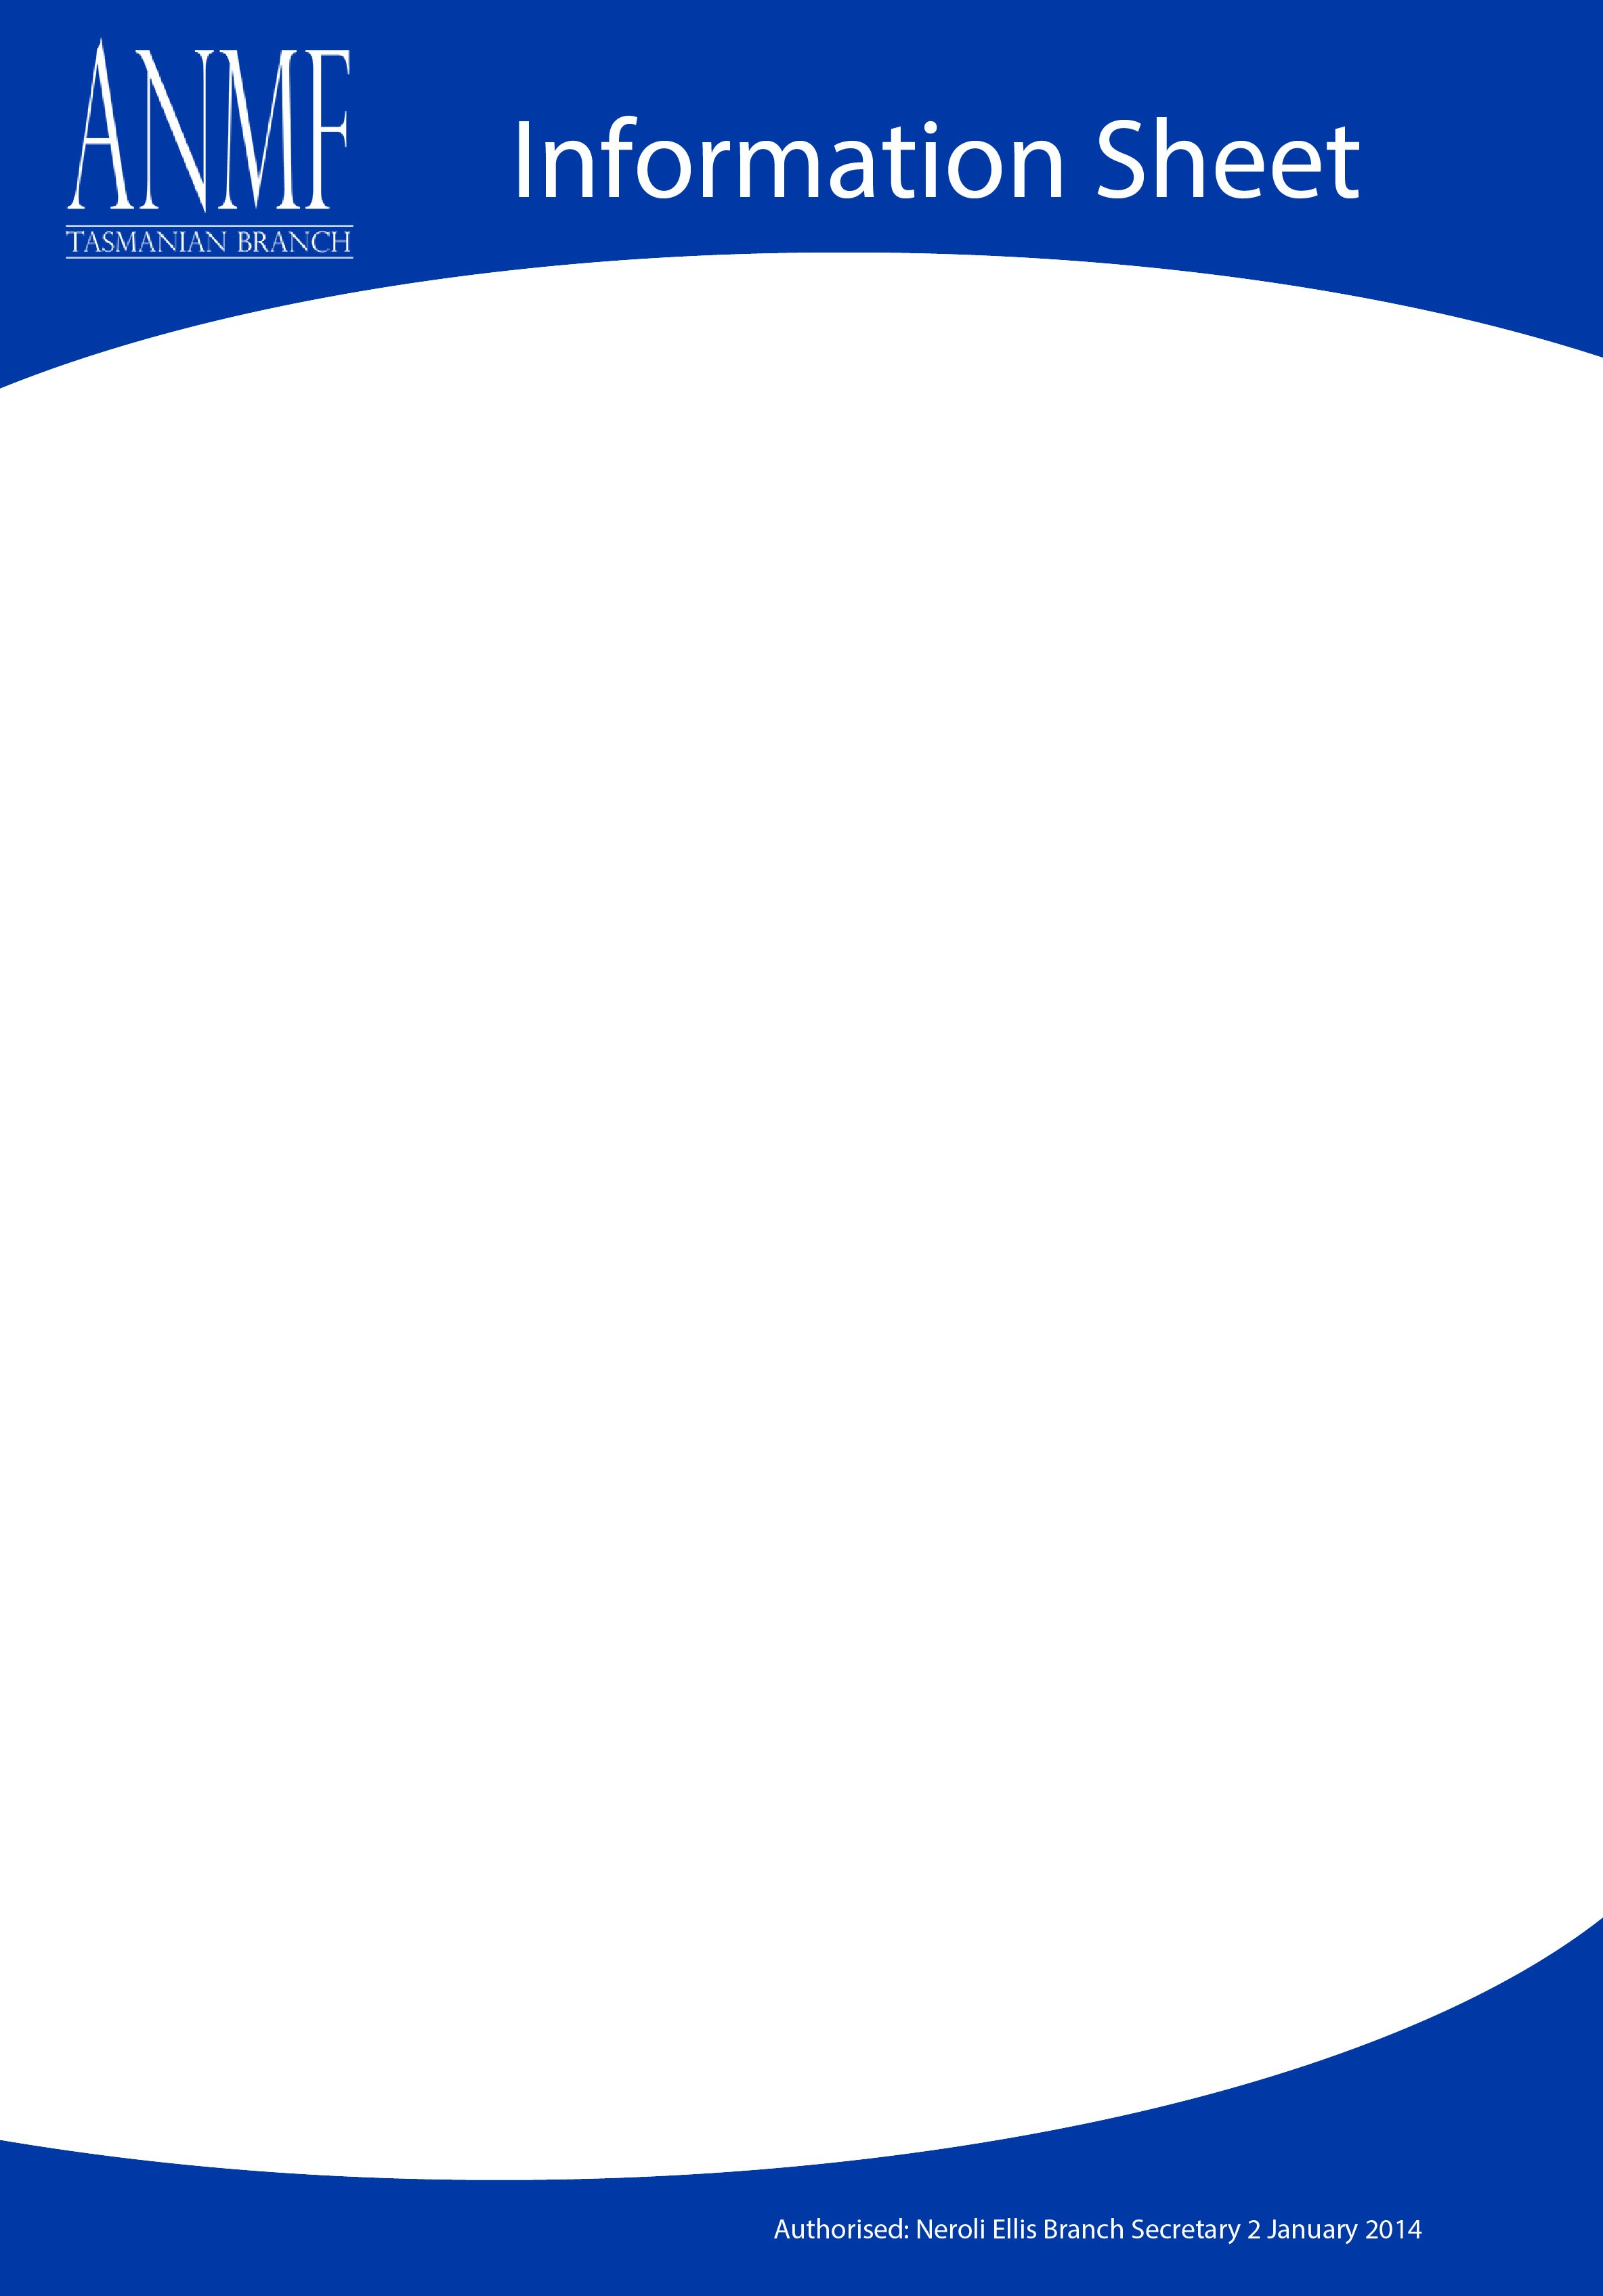 ANMF
TASMANIAN BRANCH
Information Sheet
Authorised: Neroli Ellis Branch Secretary 2 January 2014